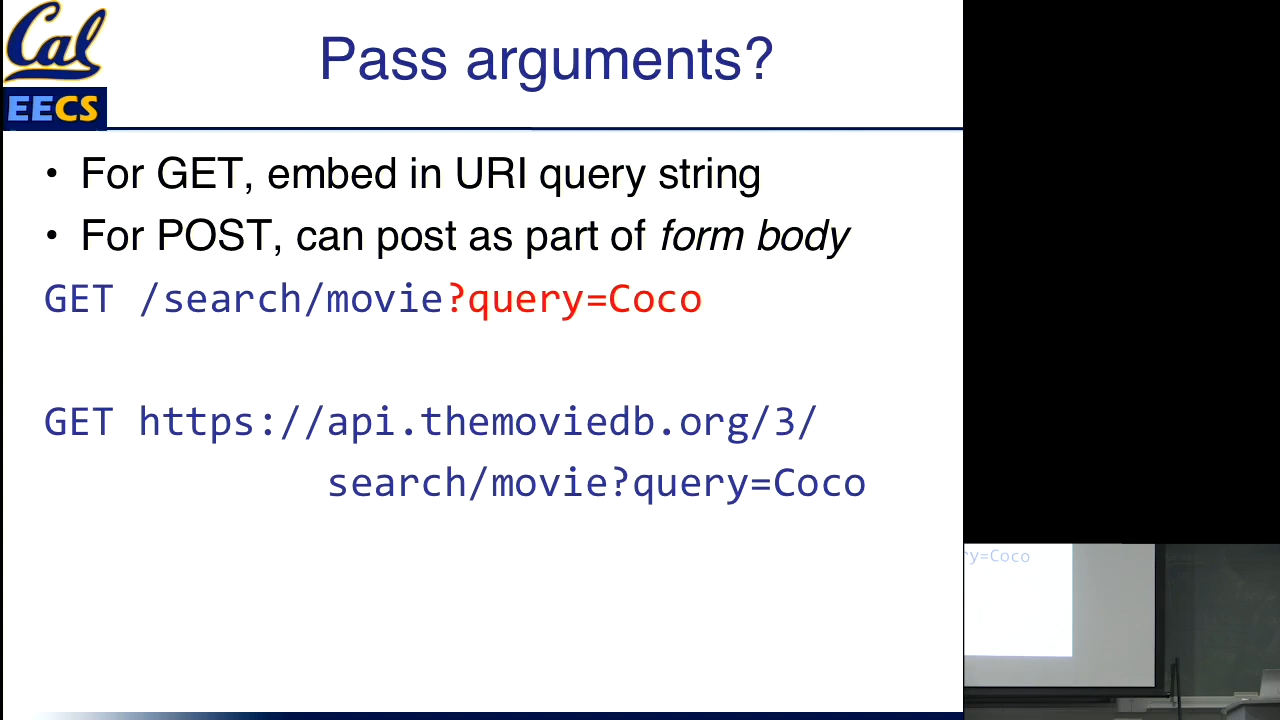 Cal
EECS
Pass arguments?
• For GET, embed in URI query string
• For POST, can post as part of form body
GET /search/movie?query=Coco
GET https://api.themoviedb.org/3/
search/movie?query=Coco
ry=Coco